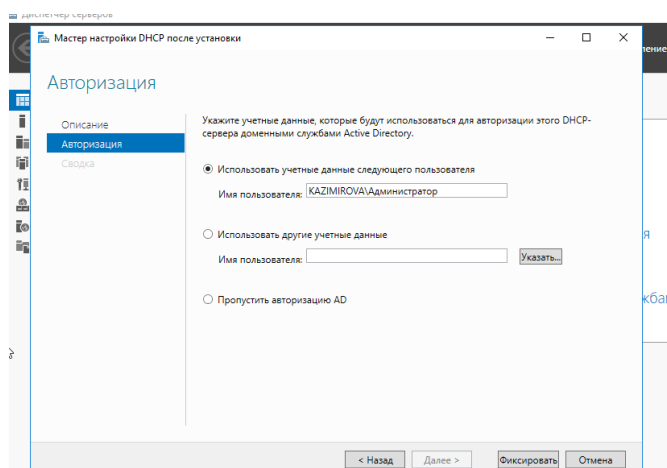 Диспетчер серверов
Мастер настройки DHCP после установки
Авторизация
Описание
Авторизация
Сводка
Укажите учетные данные, которые будут использоваться для авторизации этого DHCP-
сервера доменными службами Active Directory.
Использовать учетные данные следующего пользователя
Имя пользователя: KAZIMIROVA\Администратор
Использовать другие учетные данные
Имя пользователя:
Указать...
Пропустить авторизацию AD
< Назад
Далее >
Фиксировать
Отмена